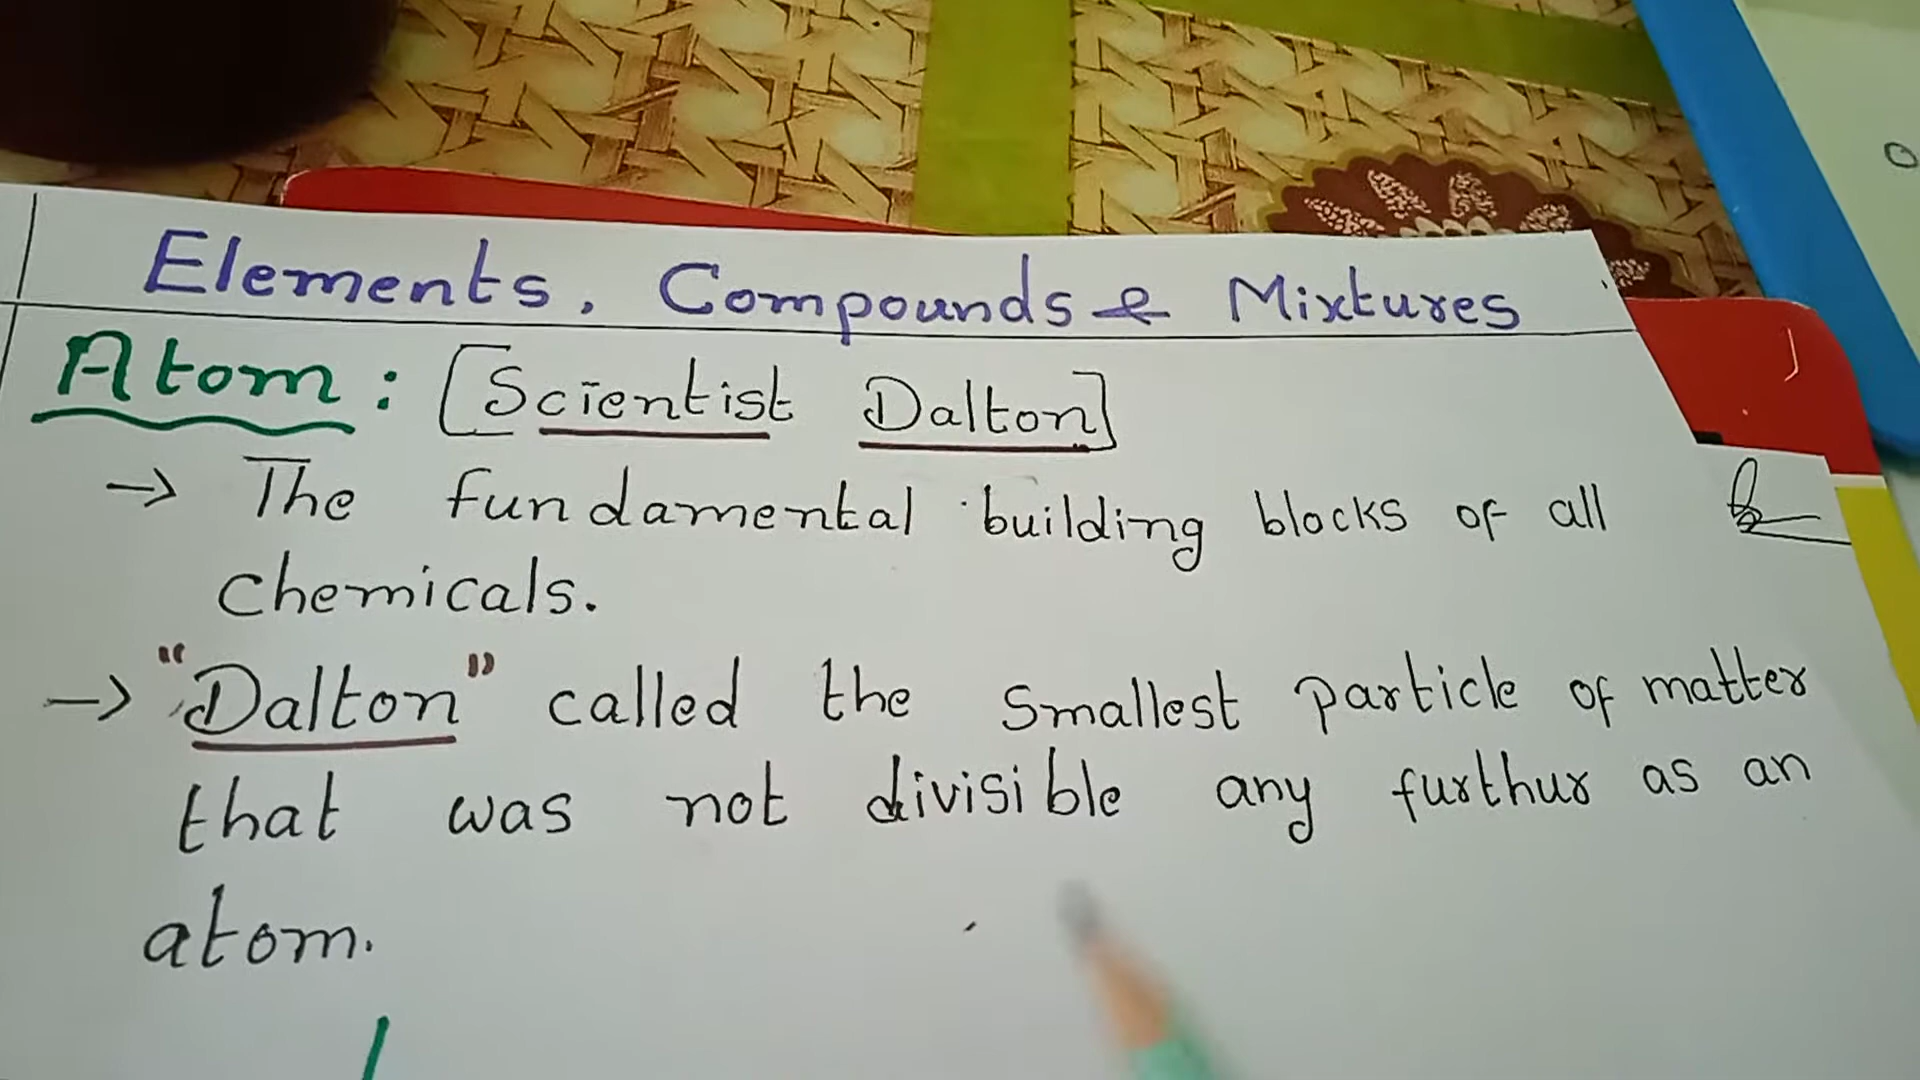 Elements, Compounds & Mixtures
Atom : [Scientist Dalton]
→ The fundamental building blocks of all
chemicals.
→ "Dalton" called the smallest particle of matter
that was not divisible any furthur as an
atom.